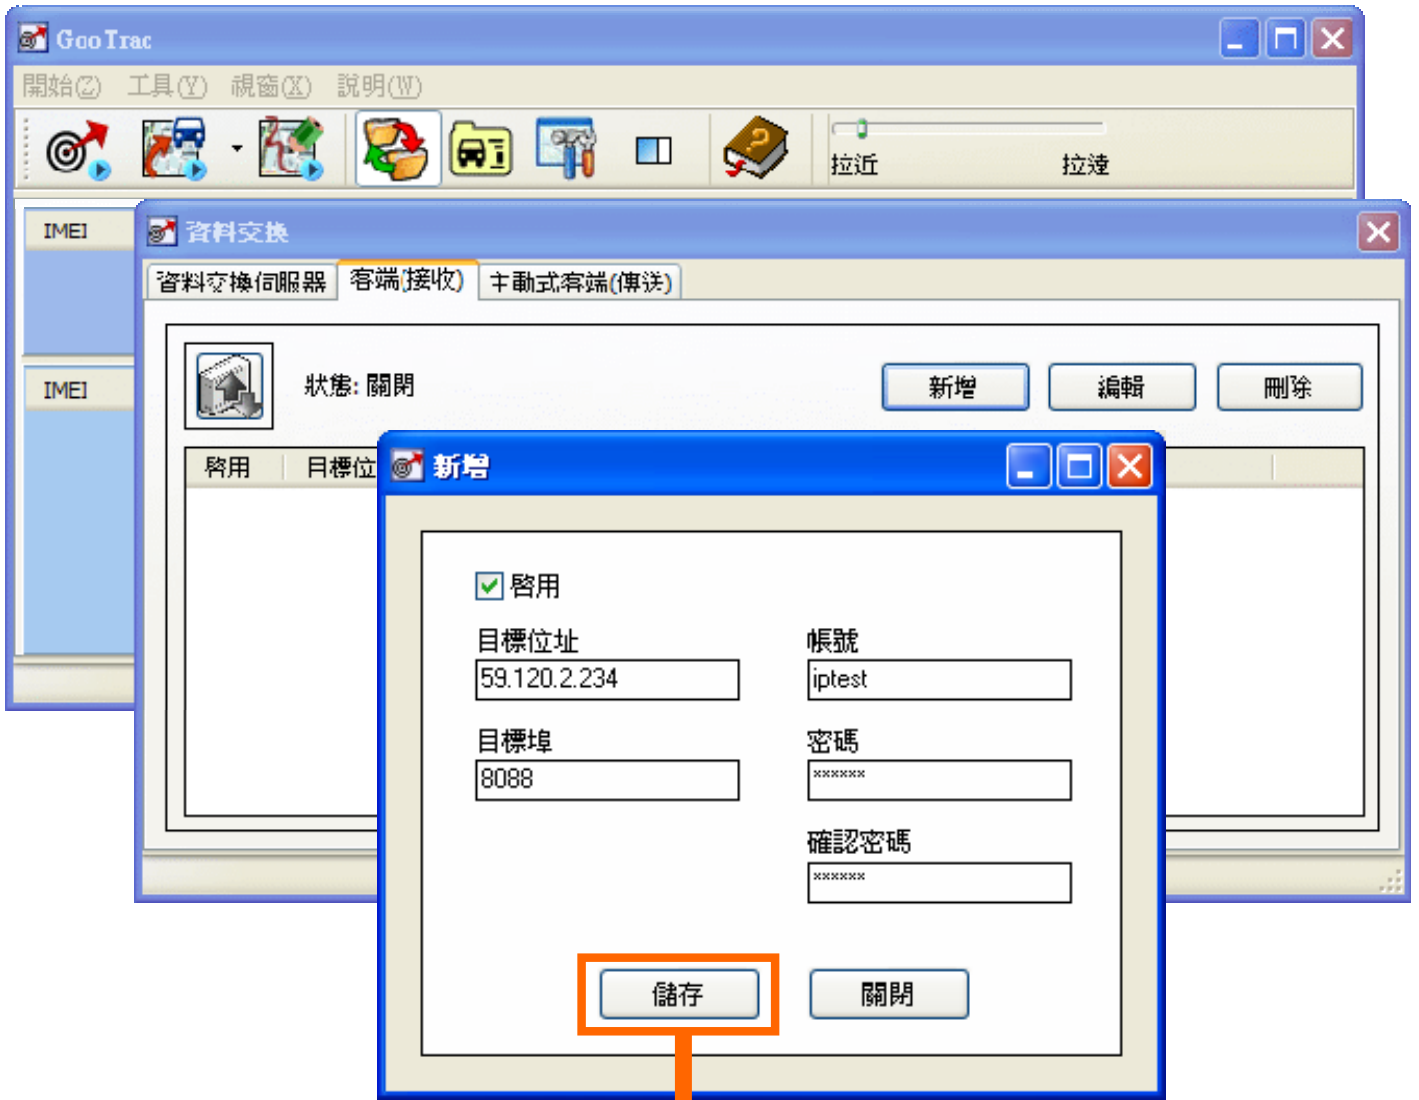 GooTrac
開始(Z) 工具(Y) 視窗(X) 說明(W)
拉近 拉遠
IMEI
資料交換
資料交換伺服器 客端(接收) 主動式客端(傳送)
狀態: 關閉 新增 編輯 刪除
IMEI
啓用 目標位
新增
啓用
目標位址 帳號
59.120.2.234 iptest
目標埠 密碼
8088 ******
確認密碼
******
儲存 關閉